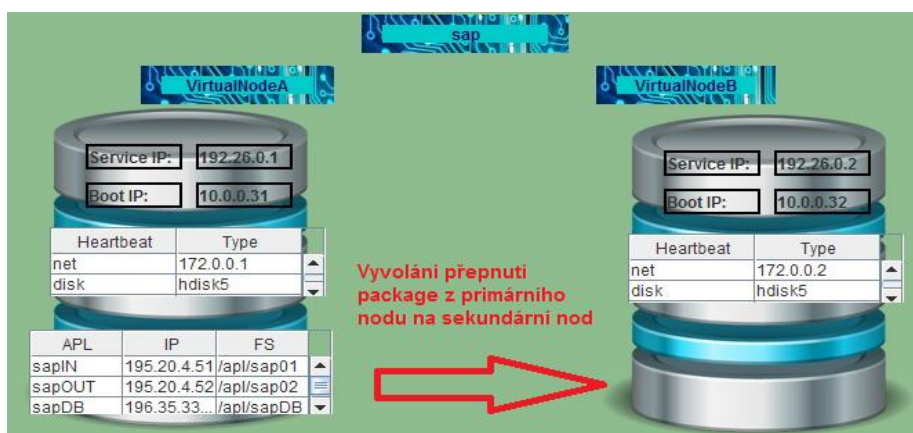 sap
VirtualNodeA
Service IP: 192.26.0.1
Boot IP: 10.0.0.31
Heartbeat Type
net 172.0.0.1
disk hdisk5
APL IP FS
sapIN 195.20.4.51 /apl/sap01
sapOUT 195.20.4.52 /apl/sap02
sapDB 196.35.33... /apl/sapDB
Vyvolání přepnutí
package z primárního
nodu na sekundární nod
VirtualNodeB
Service IP: 192.26.0.2
Boot IP: 10.0.0.32
Heartbeat Type
net 172.0.0.2
disk hdisk5